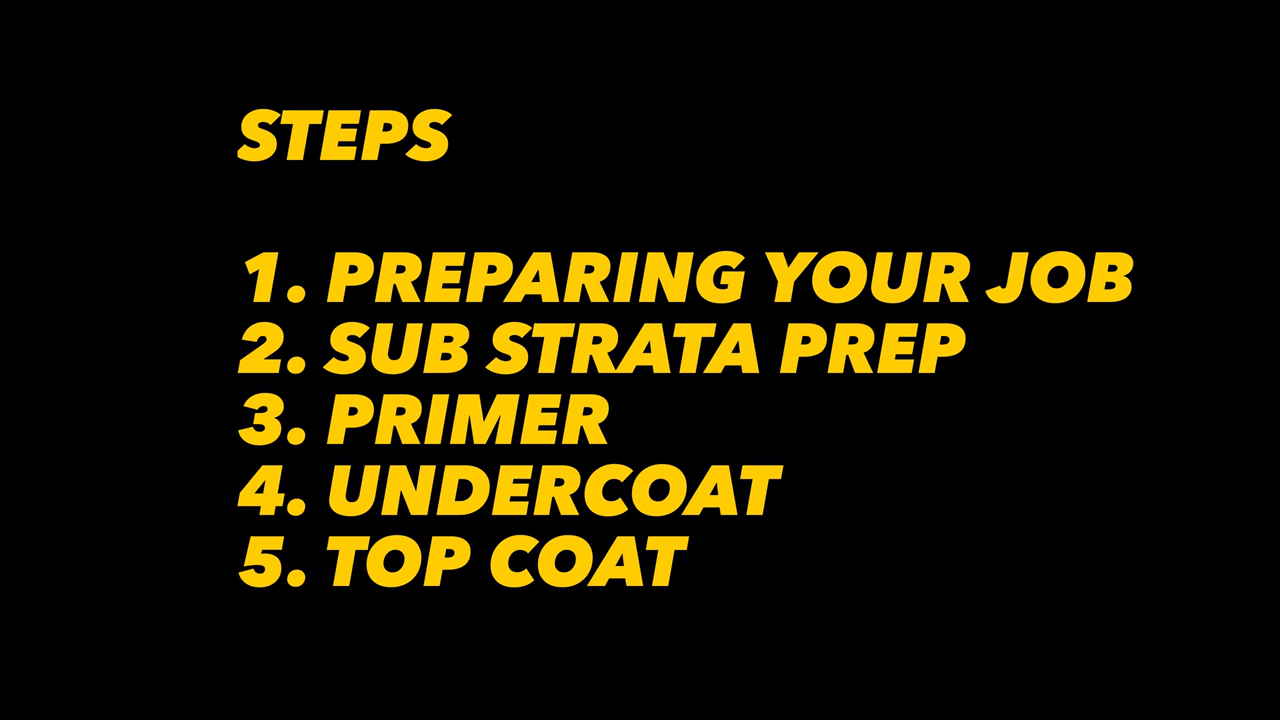 STEPS
1. PREPARING YOUR JOB
2. SUB STRATA PREP
3. PRIMER
4. UNDERCOAT
5. TOP COAT